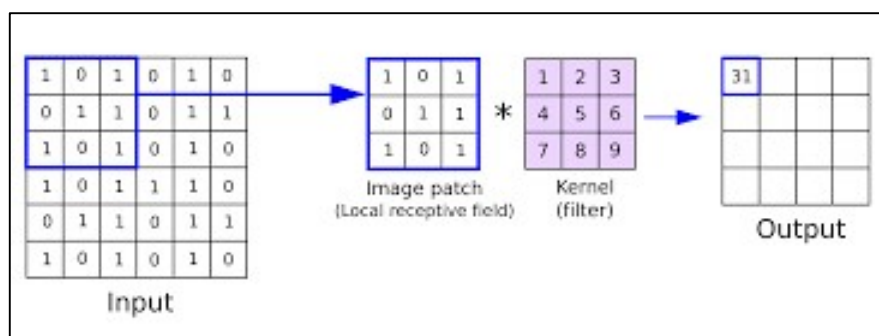 1 0 1 0 1 0
0 1 1 0 1 1
1 0 1 0 1 0
1 0 1 1 1 0
0 1 1 0 1 1
1 0 1 0 1 0
Input
1 0 1
0 1 1
1 0 1
Image patch
(Local receptive field)
*
1 2 3
4 5 6
7 8 9
Kernel
(filter)
31
Output